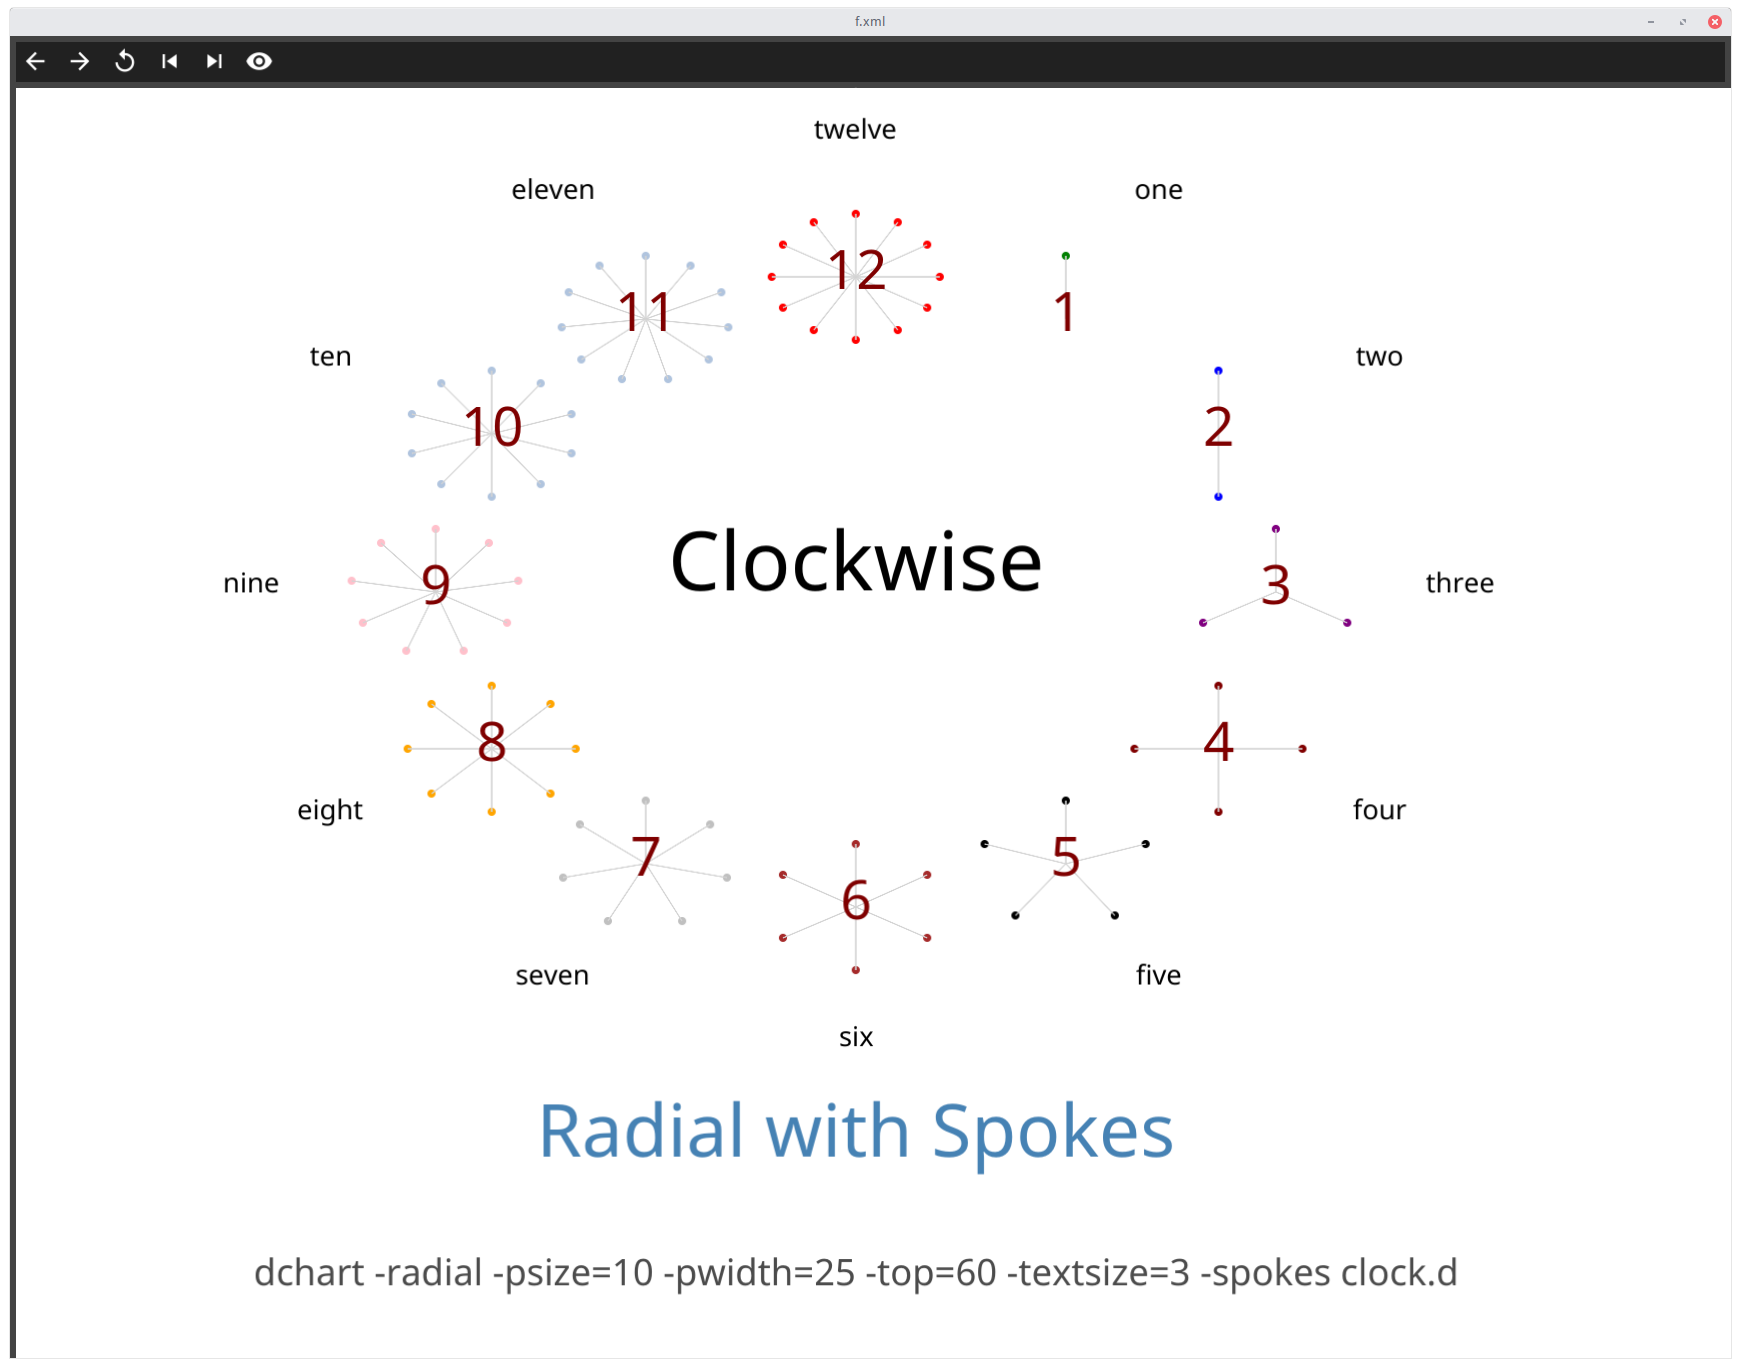 f.xml
twelve
eleven
one
12
11
1
ten
two
10
2
Clockwise
nine
9
3
three
8
4
eight
four
7
5
6
seven
five
six
Radial with Spokes
dchart -radial -psize=10 -pwidth=25 -top=60 -textsize=3 -spokes clock.d